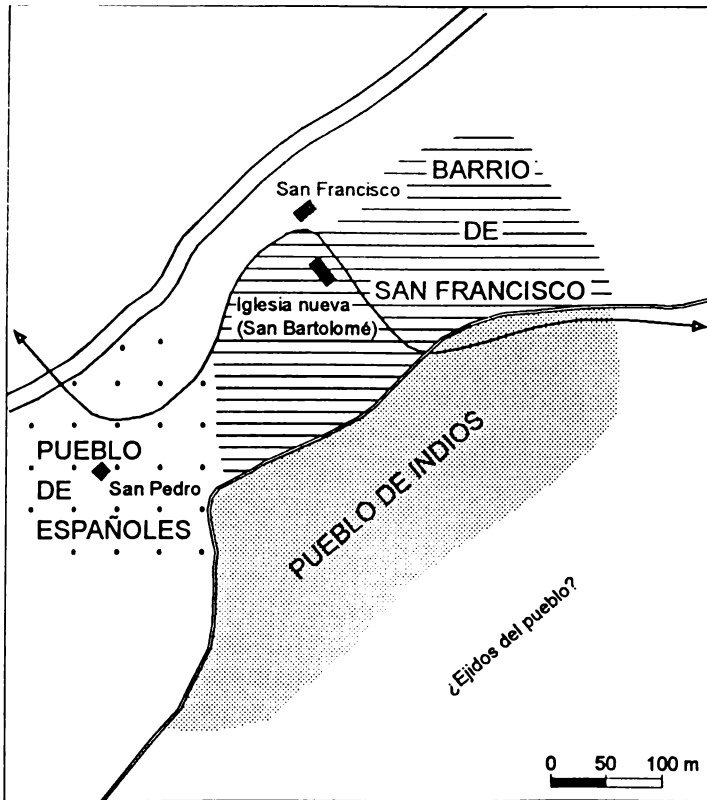 BARRIO
DE
SAN FRANCISCO
San Francisco
Iglesia nueva
(San Bartolomé)
PUEBLO
DE
ESPAÑOLES
San Pedro
PUEBLO DE INDIOS
¿Ejidos del pueblo?
0 50 100 m